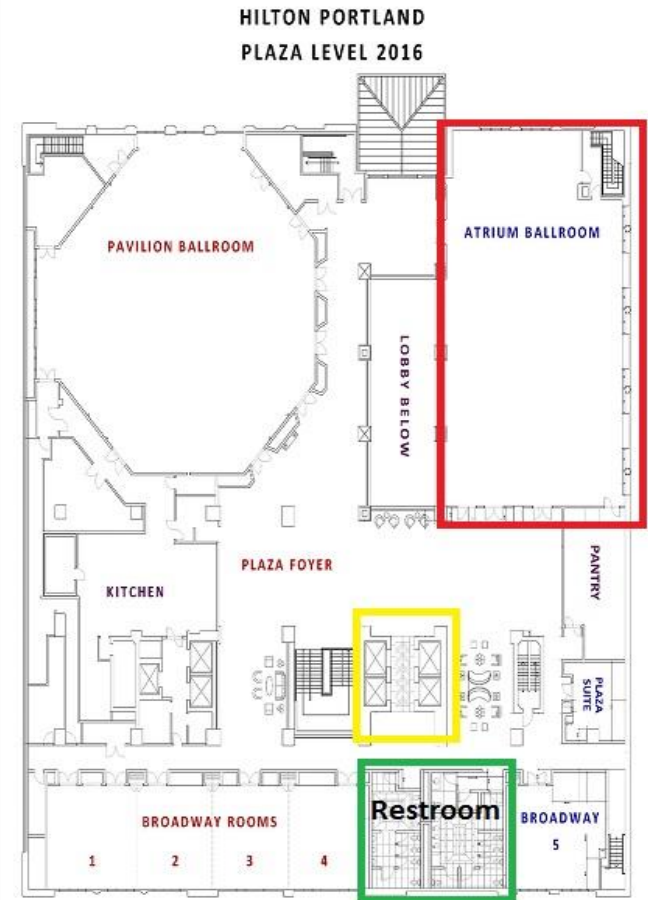 HILTON PORTLAND
PLAZA LEVEL 2016
PAVILION BALLROOM
ATRIUM BALLROOM
LOBBY BELOW
PLAZA FOYER
KITCHEN
PANTRY
PLAZA
SUITE
Restroom
BROADWAY ROOMS
1
2
3
4
BROADWAY
5